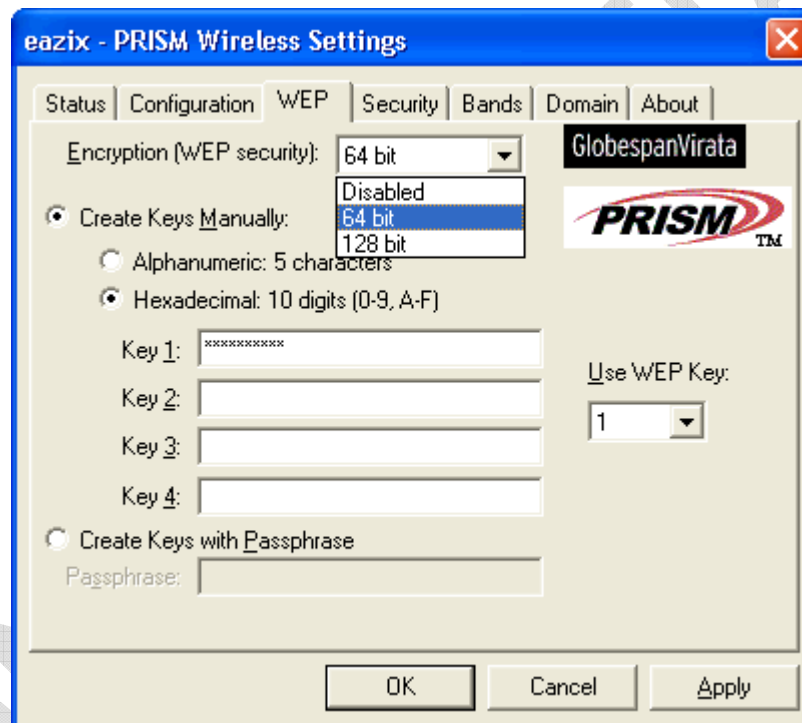 eazix - PRISM Wireless Settings
Status Configuration WEP Security Bands Domain About
Encryption (WEP security): 64 bit
GlobespanVirata
Disabled
64 bit
128 bit
PRISM TM
Create Keys Manually:
Alphanumeric: 5 characters
Hexadecimal: 10 digits (0-9, A-F)
Key 1: **********
Key 2:
Key 3:
Key 4:
Use WEP Key:
1
Create Keys with Passphrase
Passphrase:
OK Cancel Apply